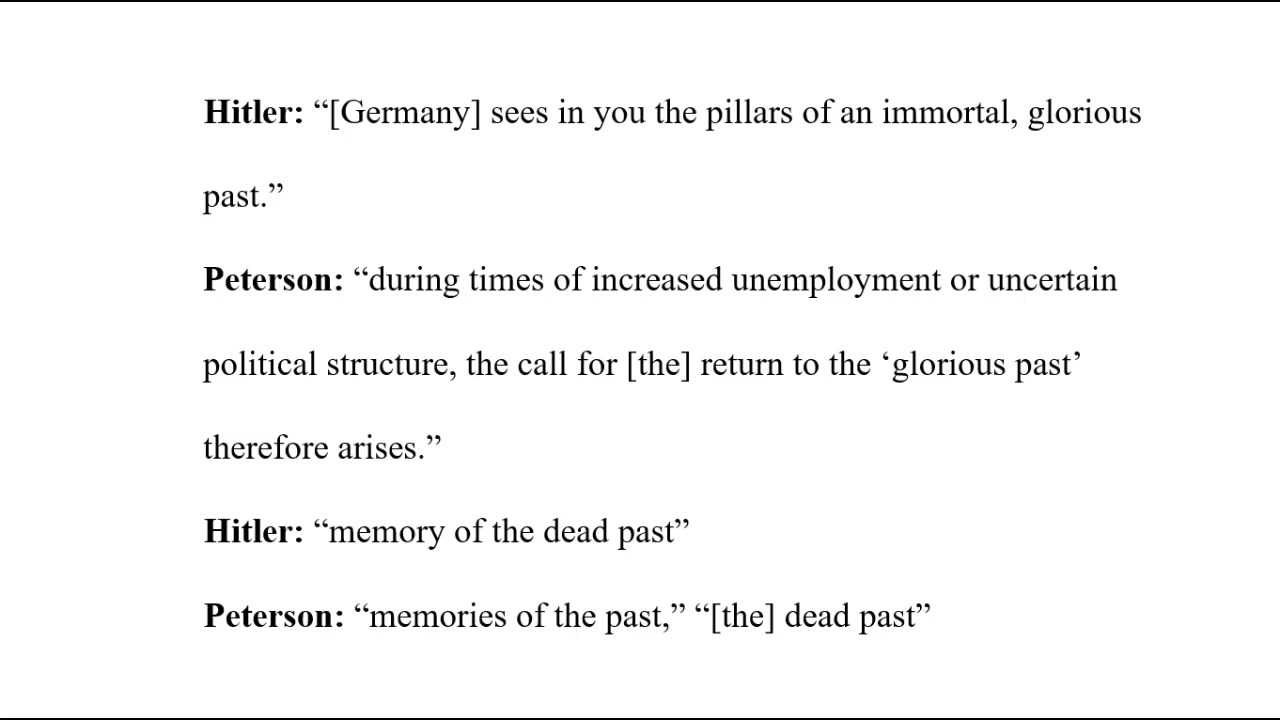 Hitler: “[Germany] sees in you the pillars of an immortal, glorious
past.”
Peterson: “during times of increased unemployment or uncertain
political structure, the call for [the] return to the ‘glorious past’
therefore arises.”
Hitler: “memory of the dead past”
Peterson: “memories of the past,” “[the] dead past”